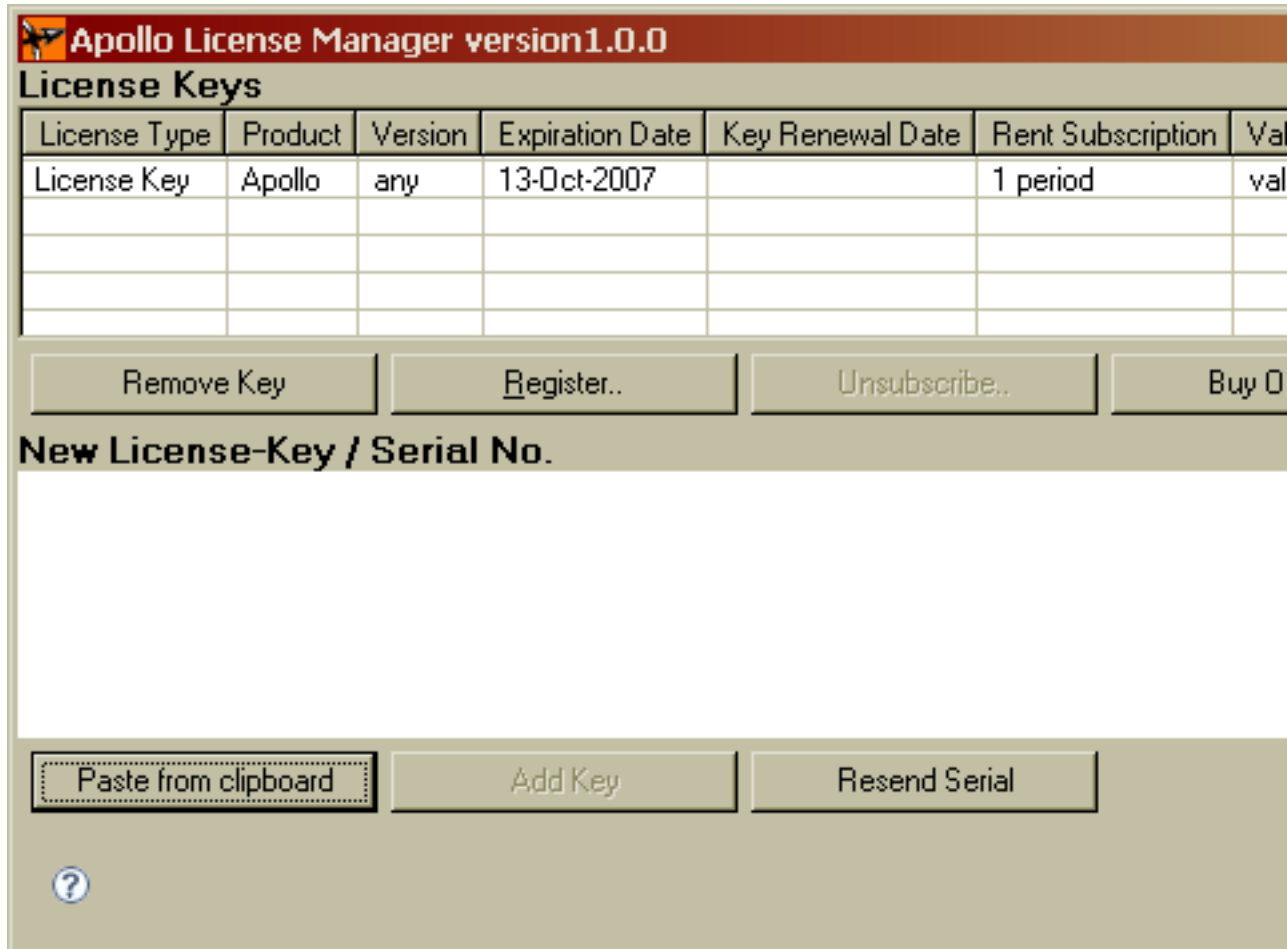 Apollo License Manager version1.0.0
License Keys
License Type Product Version Expiration Date Key Renewal Date Rent Subscription
License Key Apollo any 13-Oct-2007 1 period
Remove Key Register.. Unsubscribe.. Buy
New License-Key / Serial No.
Paste from clipboard Add Key Resend Serial
?